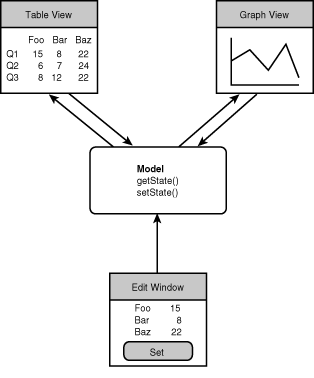 Table View
Foo Bar Baz
Q1 15 8 22
Q2 6 7 24
Q3 8 12 22
Graph View
Model
getState()
setState()
Edit Window
Foo 15
Bar 8
Baz 22
Set